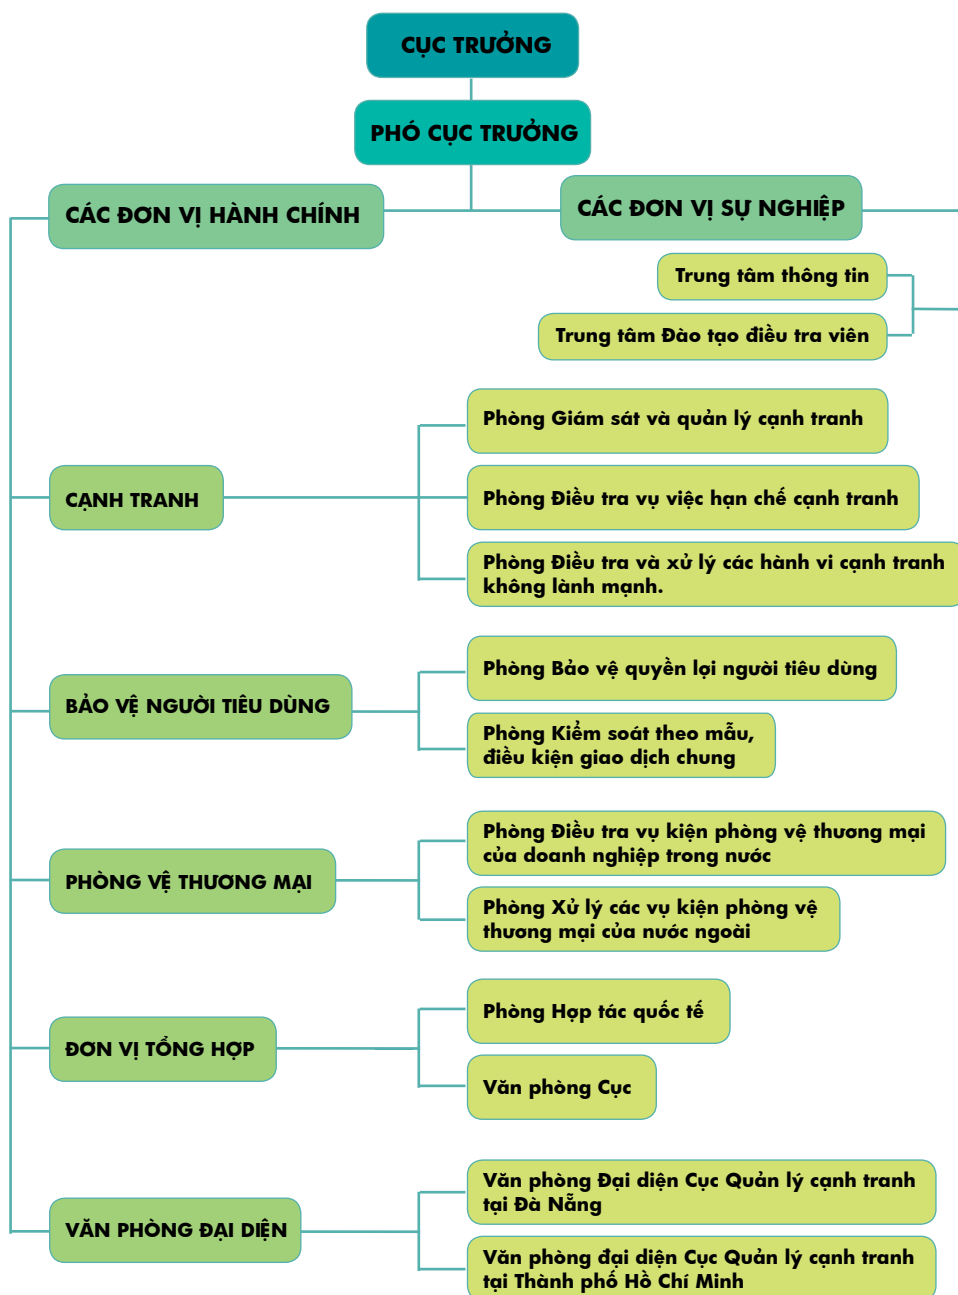 CỤC TRƯỞNG
PHÓ CỤC TRƯỞNG
CÁC ĐƠN VỊ HÀNH CHÍNH
CÁC ĐƠN VỊ SỰ NGHIỆP
Trung tâm thông tin
Trung tâm Đào tạo điều tra viên
CẠNH TRANH
Phòng Giám sát và quản lý cạnh tranh
Phòng Điều tra vụ việc hạn chế cạnh tranh
Phòng Điều tra và xử lý các hành vi cạnh tranh
không lành mạnh.
BẢO VỆ NGƯỜI TIÊU DÙNG
Phòng Bảo vệ quyền lợi người tiêu dùng
Phòng Kiểm soát theo mẫu,
điều kiện giao dịch chung
PHÒNG VỆ THƯƠNG MẠI
Phòng Điều tra vụ kiện phòng vệ thương mại
của doanh nghiệp trong nước
Phòng Xử lý các vụ kiện phòng vệ
thương mại của nước ngoài
ĐƠN VỊ TỔNG HỢP
Phòng Hợp tác quốc tế
Văn phòng Cục
VĂN PHÒNG ĐẠI DIỆN
Văn phòng Đại diện Cục Quản lý cạnh tranh
tại Đà Nẵng
Văn phòng đại diện Cục Quản lý cạnh tranh
tại Thành phố Hồ Chí Minh